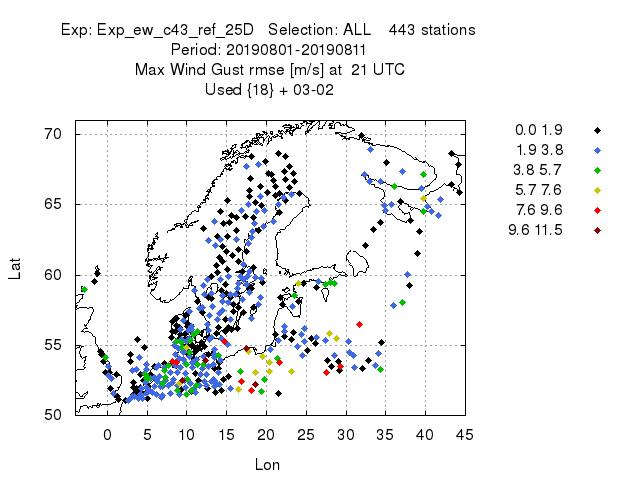 Exp: Exp_ew_c43_ref_25D   Selection: ALL    443 stations
Period: 20190801-20190811
Max Wind Gust rmse [m/s] at  21 UTC
Used {18} + 03-02
70
65
60
55
50
Lat
0 5 10 15 20 25 30 35 40 45
Lon
0.0 1.9
1.9 3.8
3.8 5.7
5.7 7.6
7.6 9.6
9.6 11.5